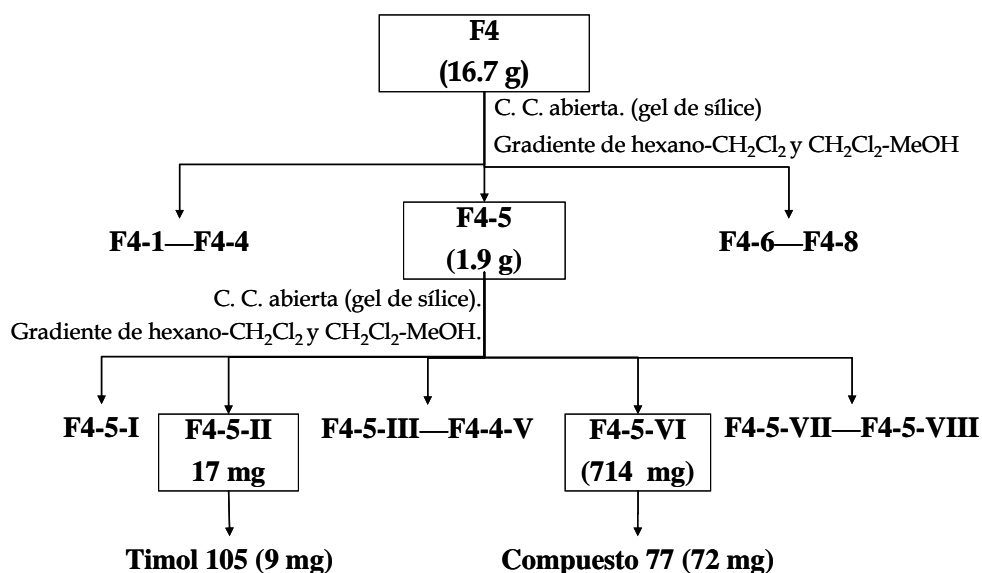 F4
(16.7 g)
C. C. abierta. (gel de sílice)
Gradiente de hexano-CH₂Cl₂ y CH₂Cl₂-MeOH
F4-1—F4-4
F4-5
(1.9 g)
F4-6—F4-8
C. C. abierta (gel de sílice).
Gradiente de hexano-CH₂Cl₂ y CH₂Cl₂-MeOH.
F4-5-I
F4-5-II
17 mg
F4-5-III—F4-4-V
F4-5-VI
(714 mg)
F4-5-VII—F4-5-VIII
Timol 105 (9 mg)
Compuesto 77 (72 mg)